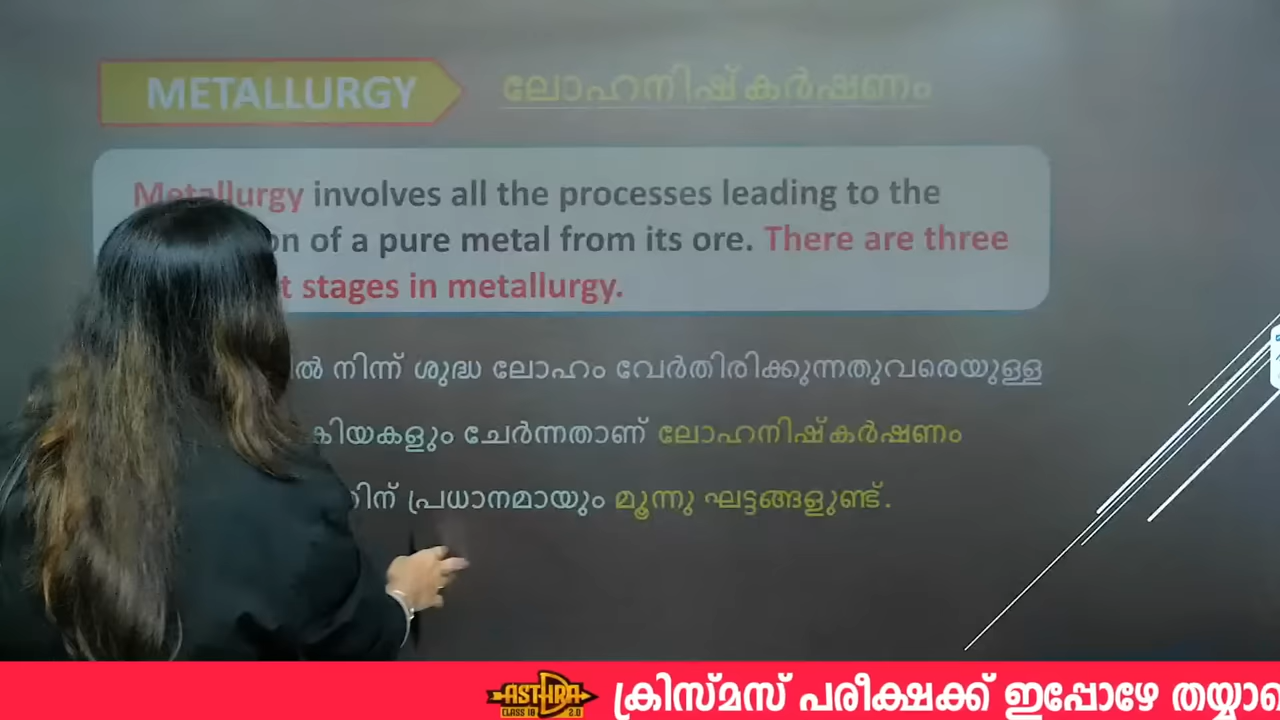 METALLURGY
ലോഹനിഷ്കർഷണം
Metallurgy involves all the processes leading to the
of a pure metal from its ore. There are three
stages in metallurgy.
നിന്ന് ശുദ്ധ ലോഹം വേർതിരിക്കുന്നതുവരെയുള്ള
ചേർന്നതാണ് ലോഹനിഷ്കർഷണം
പ്രധാനമായും മൂന്നു ഘട്ടങ്ങളുണ്ട്.
ASTHRA
CLASS 10 2.0
ക്രിസ്മസ് പരീക്ഷക്ക് ഇപ്പോഴേ